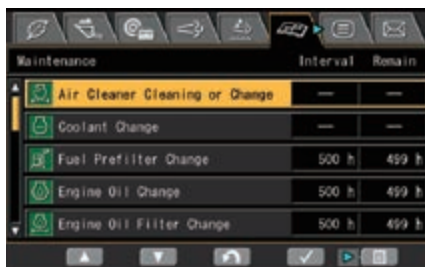 Maintenance Interval Remain
Air Cleaner Cleaning or Change — —
Coolant Change — —
Fuel Prefilter Change 500 h 499 h
Engine Oil Change 500 h 499 h
Engine Oil Filter Change 500 h 499 h